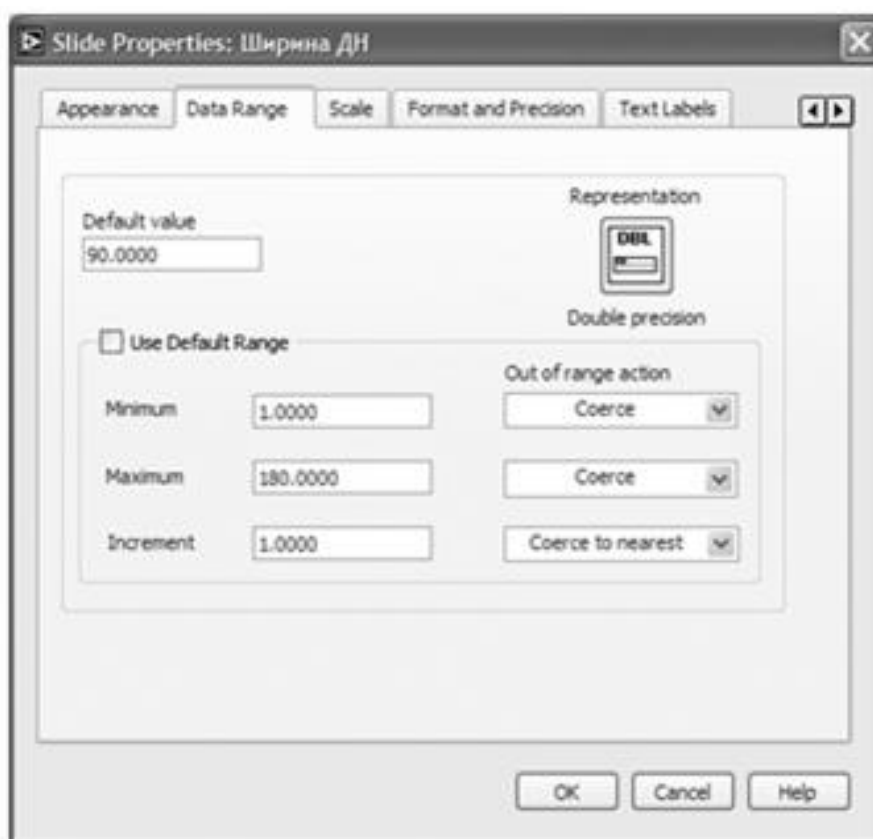 Slide Properties: Ширина ДН
Appearance Data Range Scale Format and Precision Text Labels
Representation
Default value
DBL
90.0000
Double precision
Use Default Range
Out of range action
Minimum 1.0000 Coerce
Maximum 180.0000 Coerce
Increment 1.0000 Coerce to nearest
OK Cancel Help